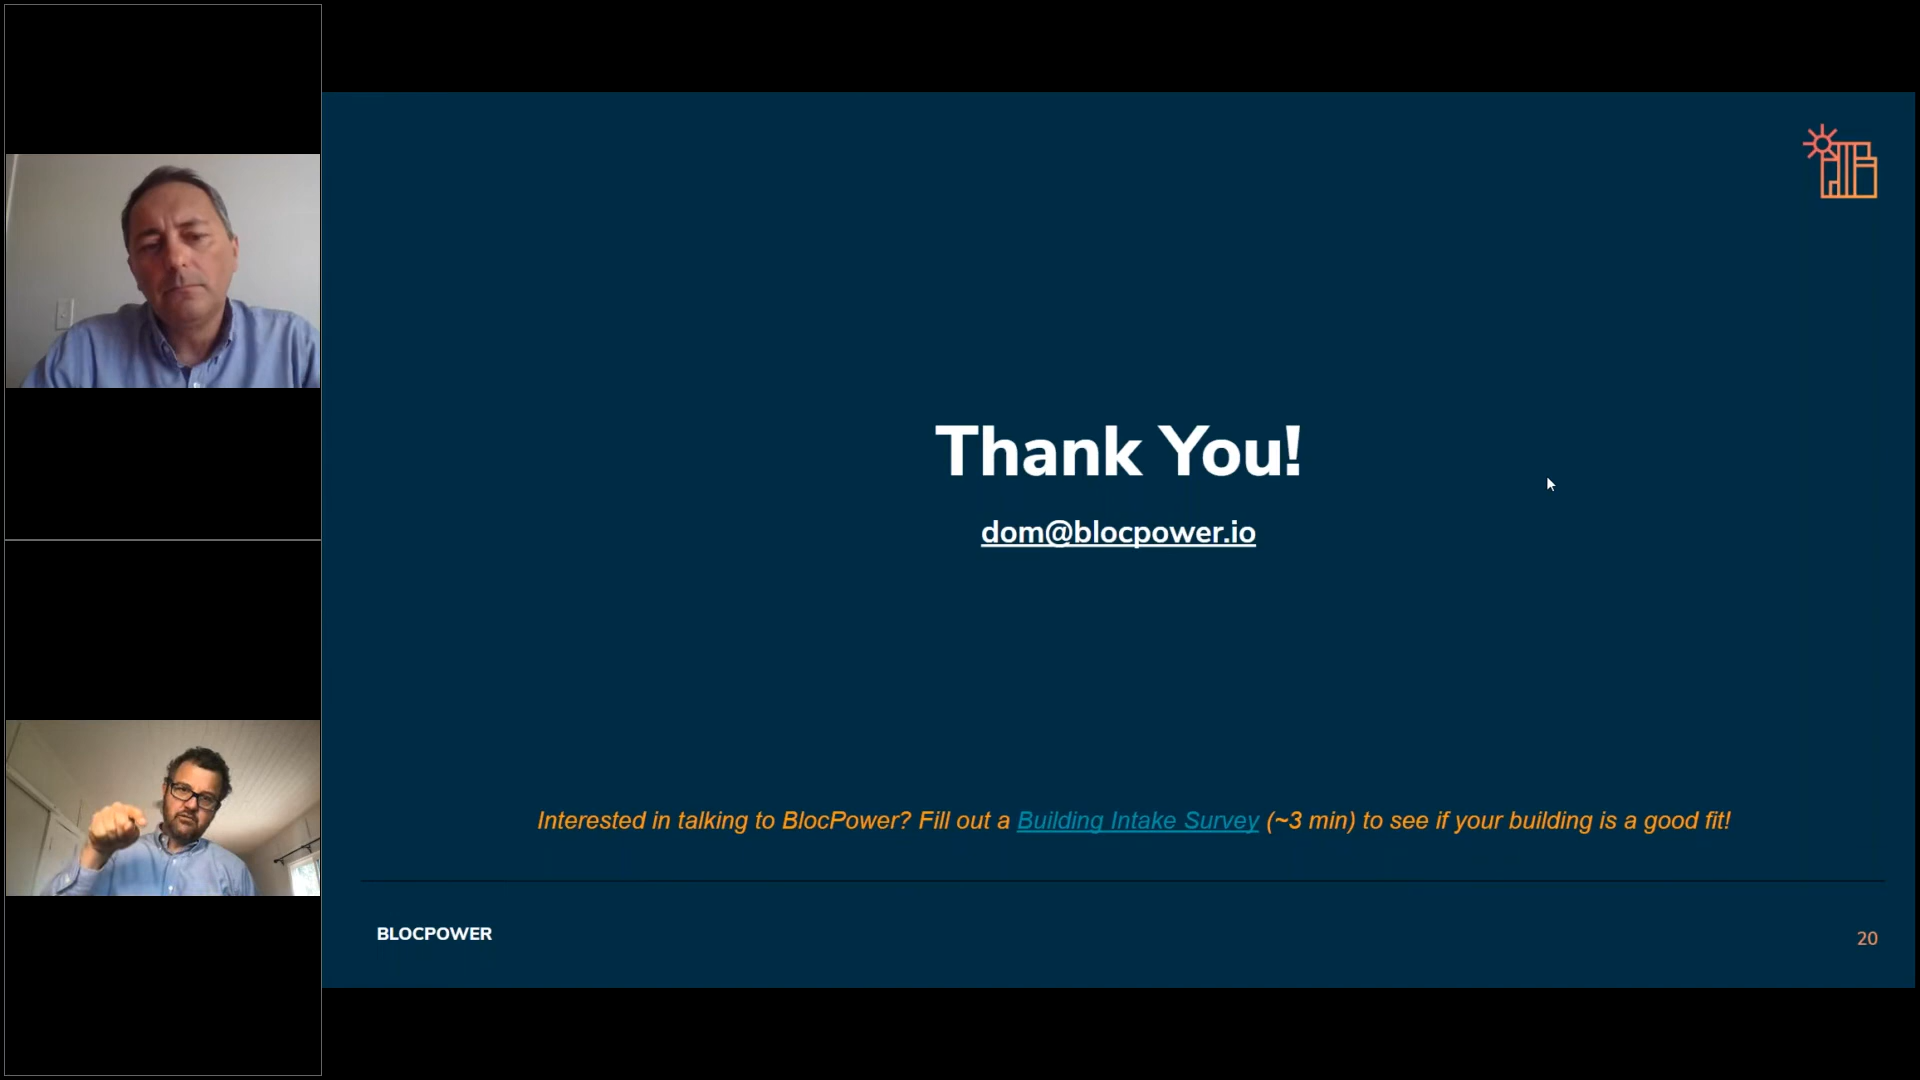 Thank You!
dom@blocpower.io
Interested in talking to BlocPower? Fill out a Building Intake Survey (~3 min) to see if your building is a good fit!
BLOCPOWER
20